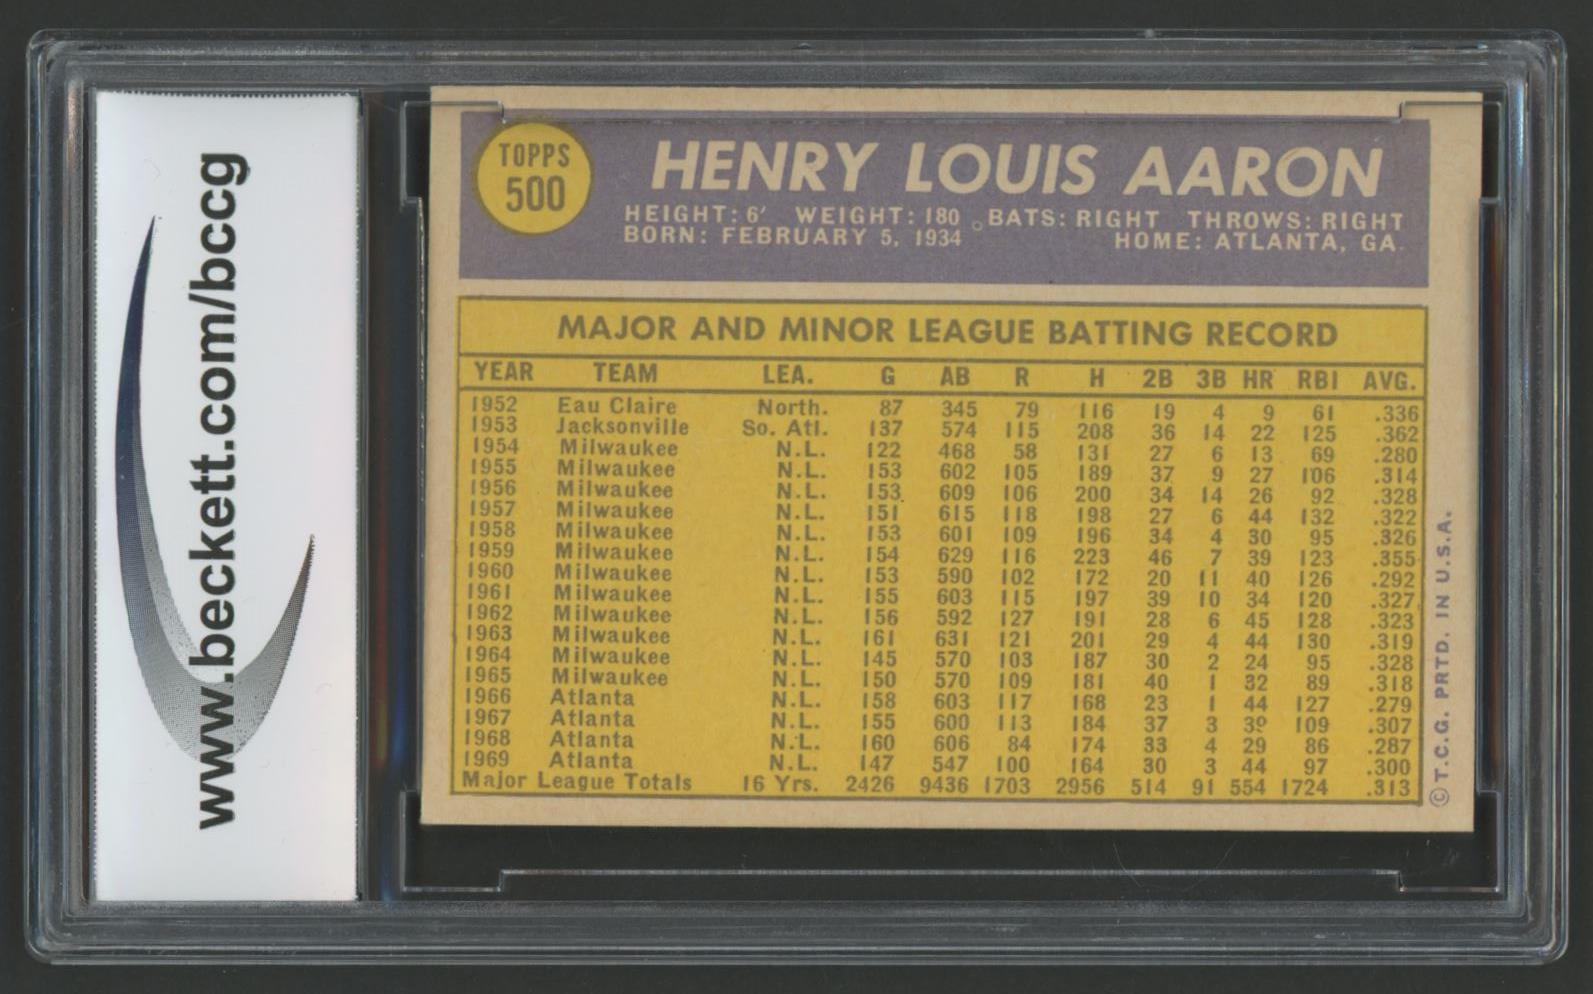 www.beckett.com/bccg
TOPPS
500
HENRY LOUIS AARON
HEIGHT: 6' WEIGHT: 180 BATS: RIGHT THROWS: RIGHT
BORN: FEBRUARY 5, 1934 HOME: ATLANTA, GA.
MAJOR AND MINOR LEAGUE BATTING RECORD
YEAR TEAM LEA. G AB R H 2B 3B HR RBI AVG.
1952 Eau Claire North. 87 345 79 116 19 4 9 61 .336
1953 Jacksonville So. Atl. 137 574 115 208 36 14 22 125 .362
1954 Milwaukee N.L. 122 468 58 131 27 6 13 69 .280
1955 Milwaukee N.L. 153 602 105 189 37 9 27 106 .314
1956 Milwaukee N.L. 153 609 106 200 34 14 26 92 .328
1957 Milwaukee N.L. 151 615 118 198 27 6 44 132 .322
1958 Milwaukee N.L. 153 601 109 196 34 4 30 95 .326
1959 Milwaukee N.L. 154 629 116 223 46 7 39 123 .355
1960 Milwaukee N.L. 153 590 102 172 20 11 40 126 .292
1961 Milwaukee N.L. 155 603 115 197 39 10 34 120 .327
1962 Milwaukee N.L. 156 592 127 191 28 6 45 128 .323
1963 Milwaukee N.L. 161 631 121 201 29 4 44 130 .319
1964 Milwaukee N.L. 145 570 103 187 30 2 24 95 .328
1965 Milwaukee N.L. 150 570 109 181 40 1 32 89 .318
1966 Atlanta N.L. 158 603 117 168 23 1 44 127 .279
1967 Atlanta N.L. 155 600 113 184 37 3 39 109 .307
1968 Atlanta N.L. 160 606 84 174 33 4 29 86 .287
1969 Atlanta N.L. 147 547 100 164 30 3 44 97 .300
Major League Totals 16 Yrs. 2426 9436 1703 2956 514 91 554 1724 .313
©T.C.G. PRTD. IN U.S.A.